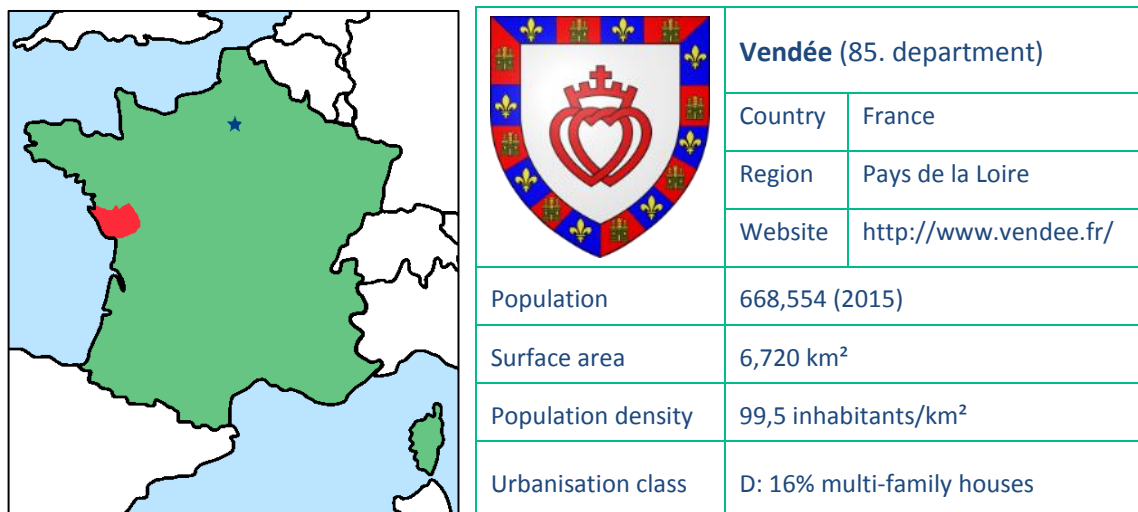 Vendée (85. department)
Country France
Region Pays de la Loire
Website http://www.vendee.fr/
Population 668,554 (2015)
Surface area 6,720 km²
Population density 99,5 inhabitants/km²
Urbanisation class D: 16% multi-family houses